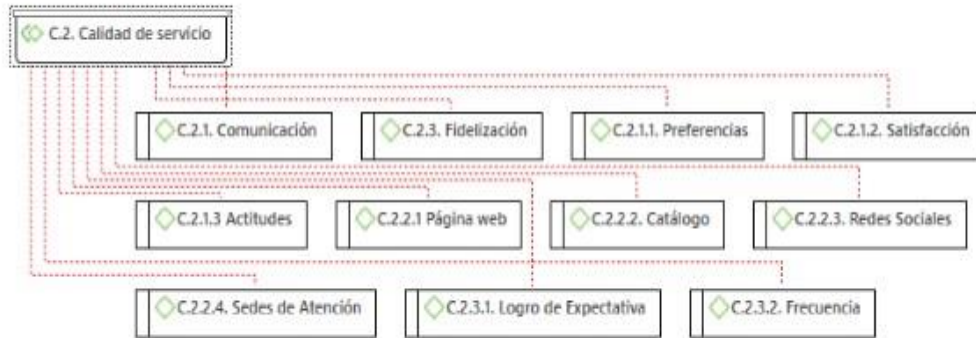 C.2. Calidad de servicio
C.2.1. Comunicación
C.2.3. Fidelización
C.2.1.1. Preferencias
C.2.1.2. Satisfacción
C.2.1.3 Actitudes
C.2.2.1 Página web
C.2.2.2. Catálogo
C.2.2.3. Redes Sociales
C.2.2.4. Sedes de Atención
C.2.3.1. Logro de Expectativa
C.2.3.2. Frecuencia